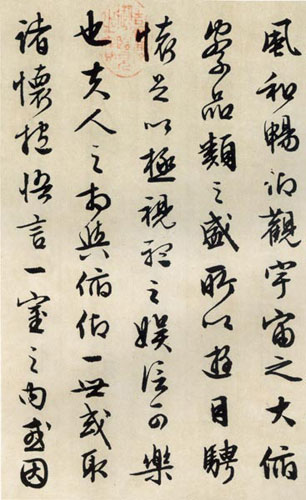 風和暢仰觀宇宙之大俯
察品類之盛所以遊目騁
懷足以極視聽之娛信可樂
也夫人之相與俯仰一世或取
諸懷抱悟言一室之內或因